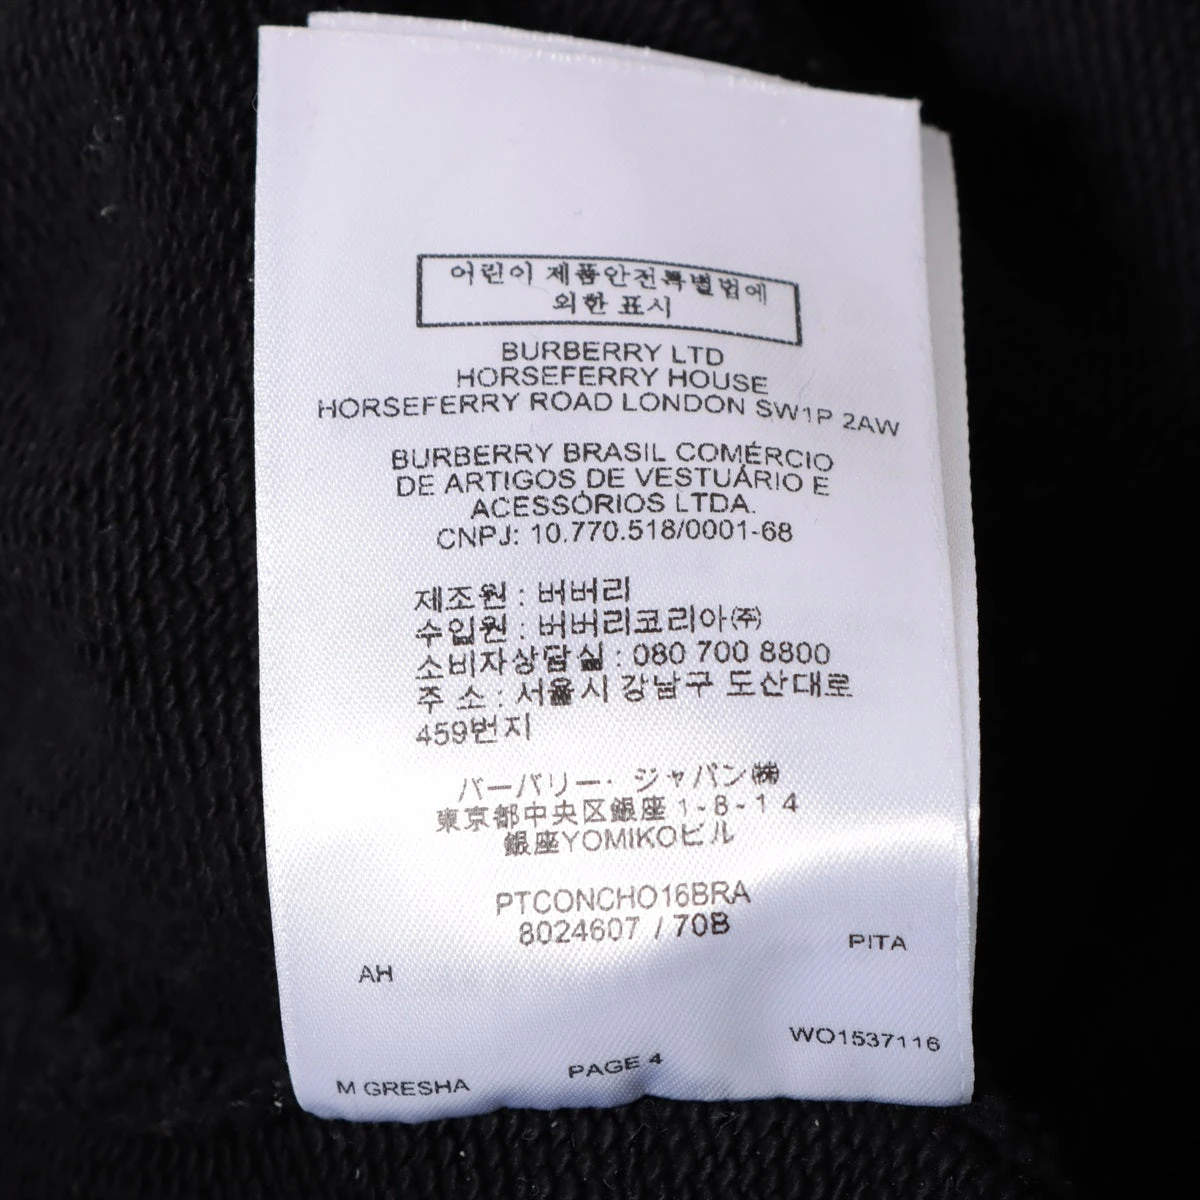 어린이 제품안전특별법에
의한 표시
BURBERRY LTD
HORSEFERRY HOUSE
HORSEFERRY ROAD LONDON SW1P 2AW
BURBERRY BRASIL COMÉRCIO
DE ARTIGOS DE VESTUÁRIO E
ACESSÓRIOS LTDA.
CNPJ: 10.770.518/0001-68
제조원 : 버버리
수입원 : 버버리코리아㈜
소비자상담실 : 080 700 8800
주 소 : 서울시 강남구 도산대로
459번지
バーバリー・ジャパン㈱
東京都中央区銀座 1-8-1 4
銀座YOMIKOビル
PTCONCHO16BRA
8024607 / 70B
PITA
AH
WO1537116
PAGE 4
M GRESHA